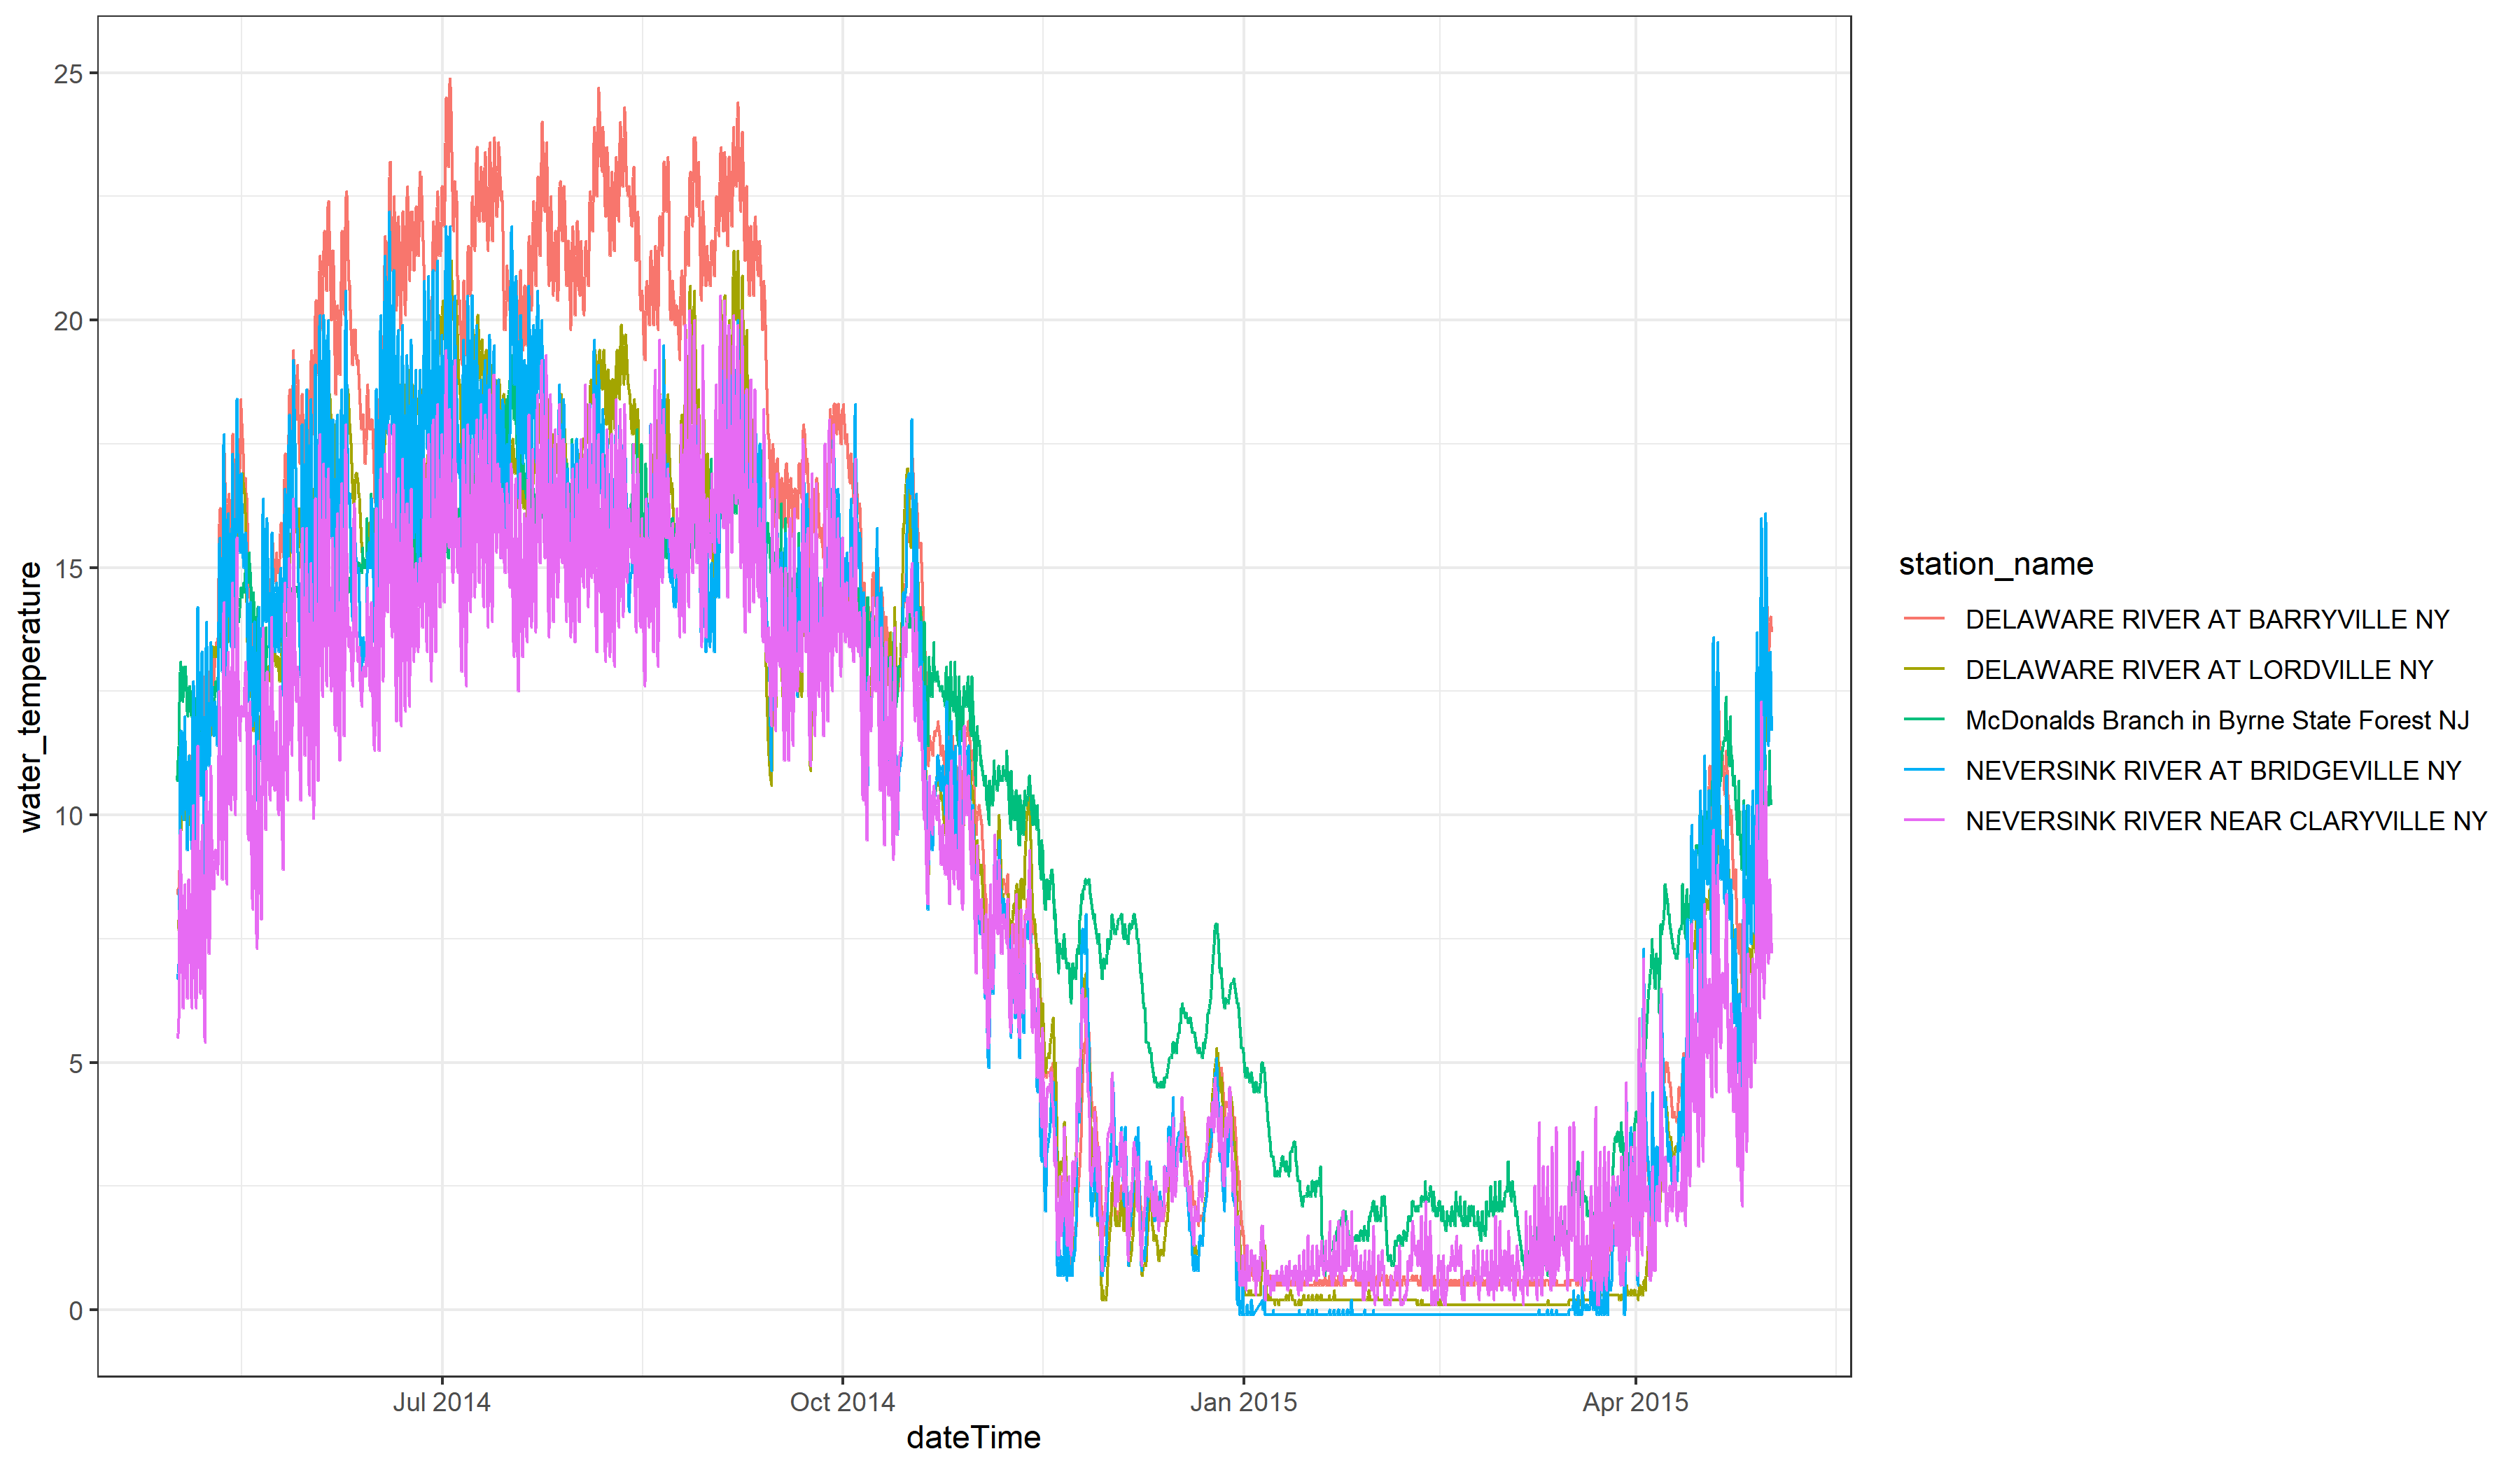 25
20
15
10
5
0
water_temperature
Jul 2014
Oct 2014
Jan 2015
Apr 2015
dateTime
station_name
DELAWARE RIVER AT BARRYVILLE NY
DELAWARE RIVER AT LORDVILLE NY
McDonalds Branch in Byrne State Forest NJ
NEVERSINK RIVER AT BRIDGEVILLE NY
NEVERSINK RIVER NEAR CLARYVILLE NY